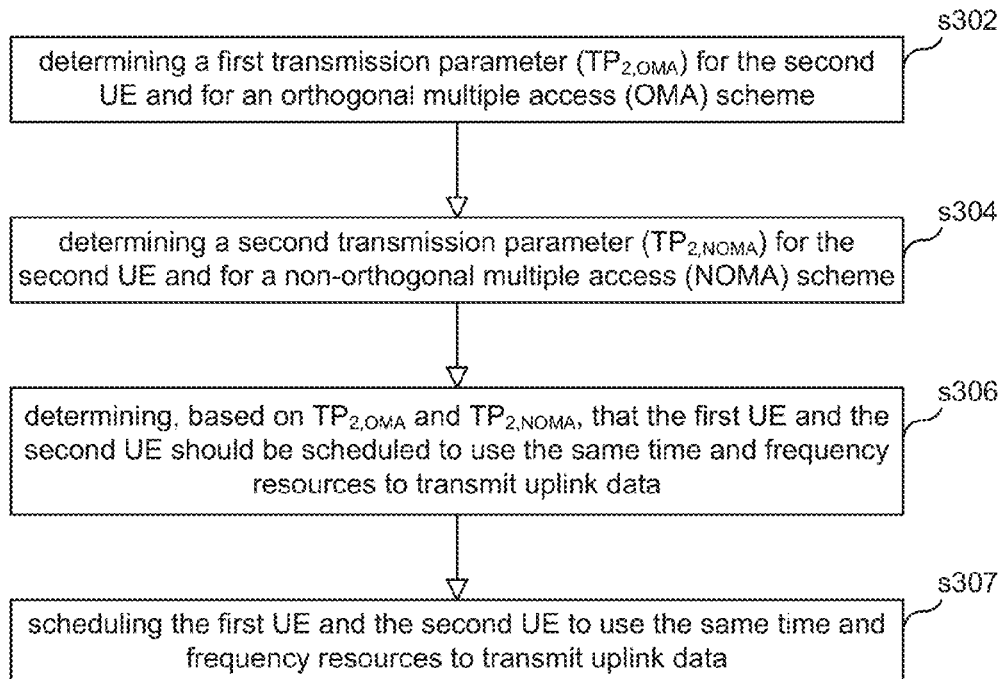 s302
determining a first transmission parameter (TP2,OMA) for the second
UE and for an orthogonal multiple access (OMA) scheme
s304
determining a second transmission parameter (TP2,NOMA) for the
second UE and for a non-orthogonal multiple access (NOMA) scheme
s306
determining, based on TP2,OMA and TP2,NOMA, that the first UE and the
second UE should be scheduled to use the same time and frequency
resources to transmit uplink data
s307
scheduling the first UE and the second UE to use the same time and
frequency resources to transmit uplink data